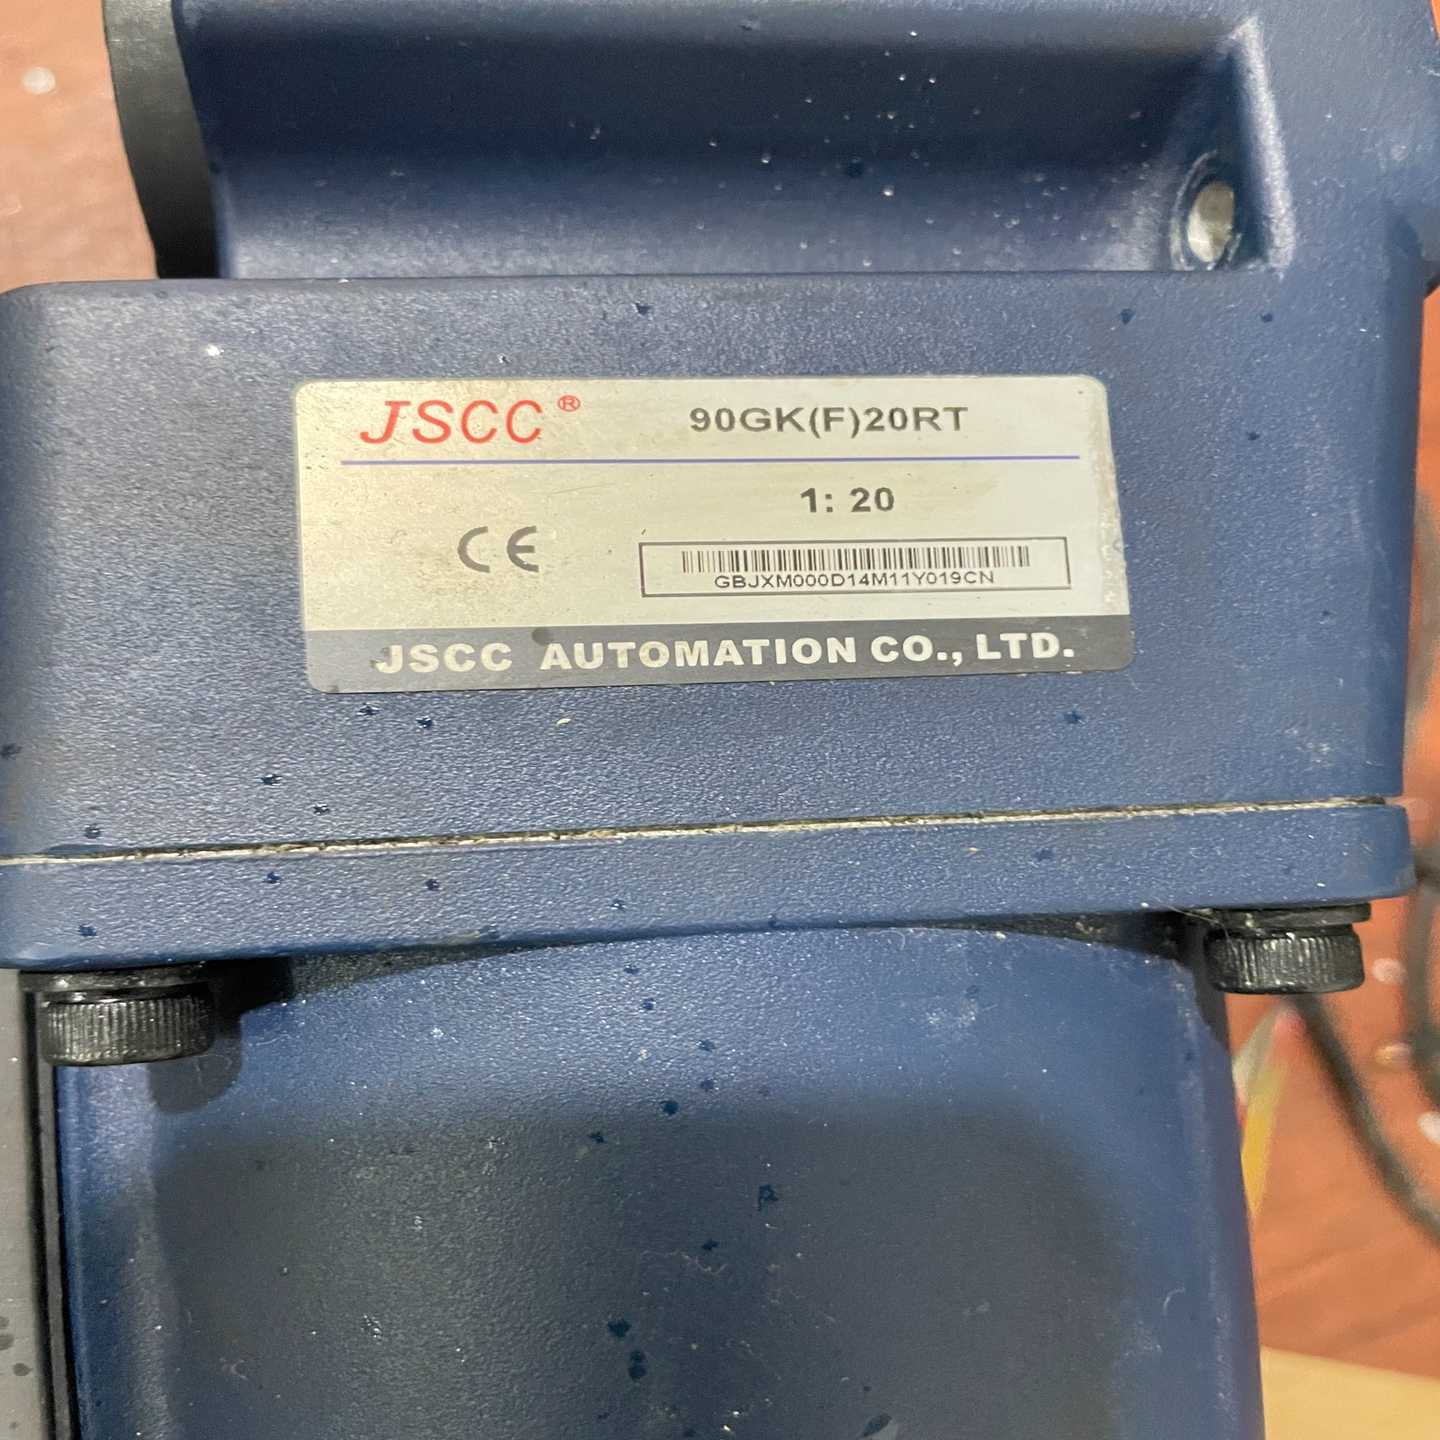 JSCC® 90GK(F)20RT
1: 20
CE
GBJXM000D14M11Y019CN
JSCC AUTOMATION CO., LTD.